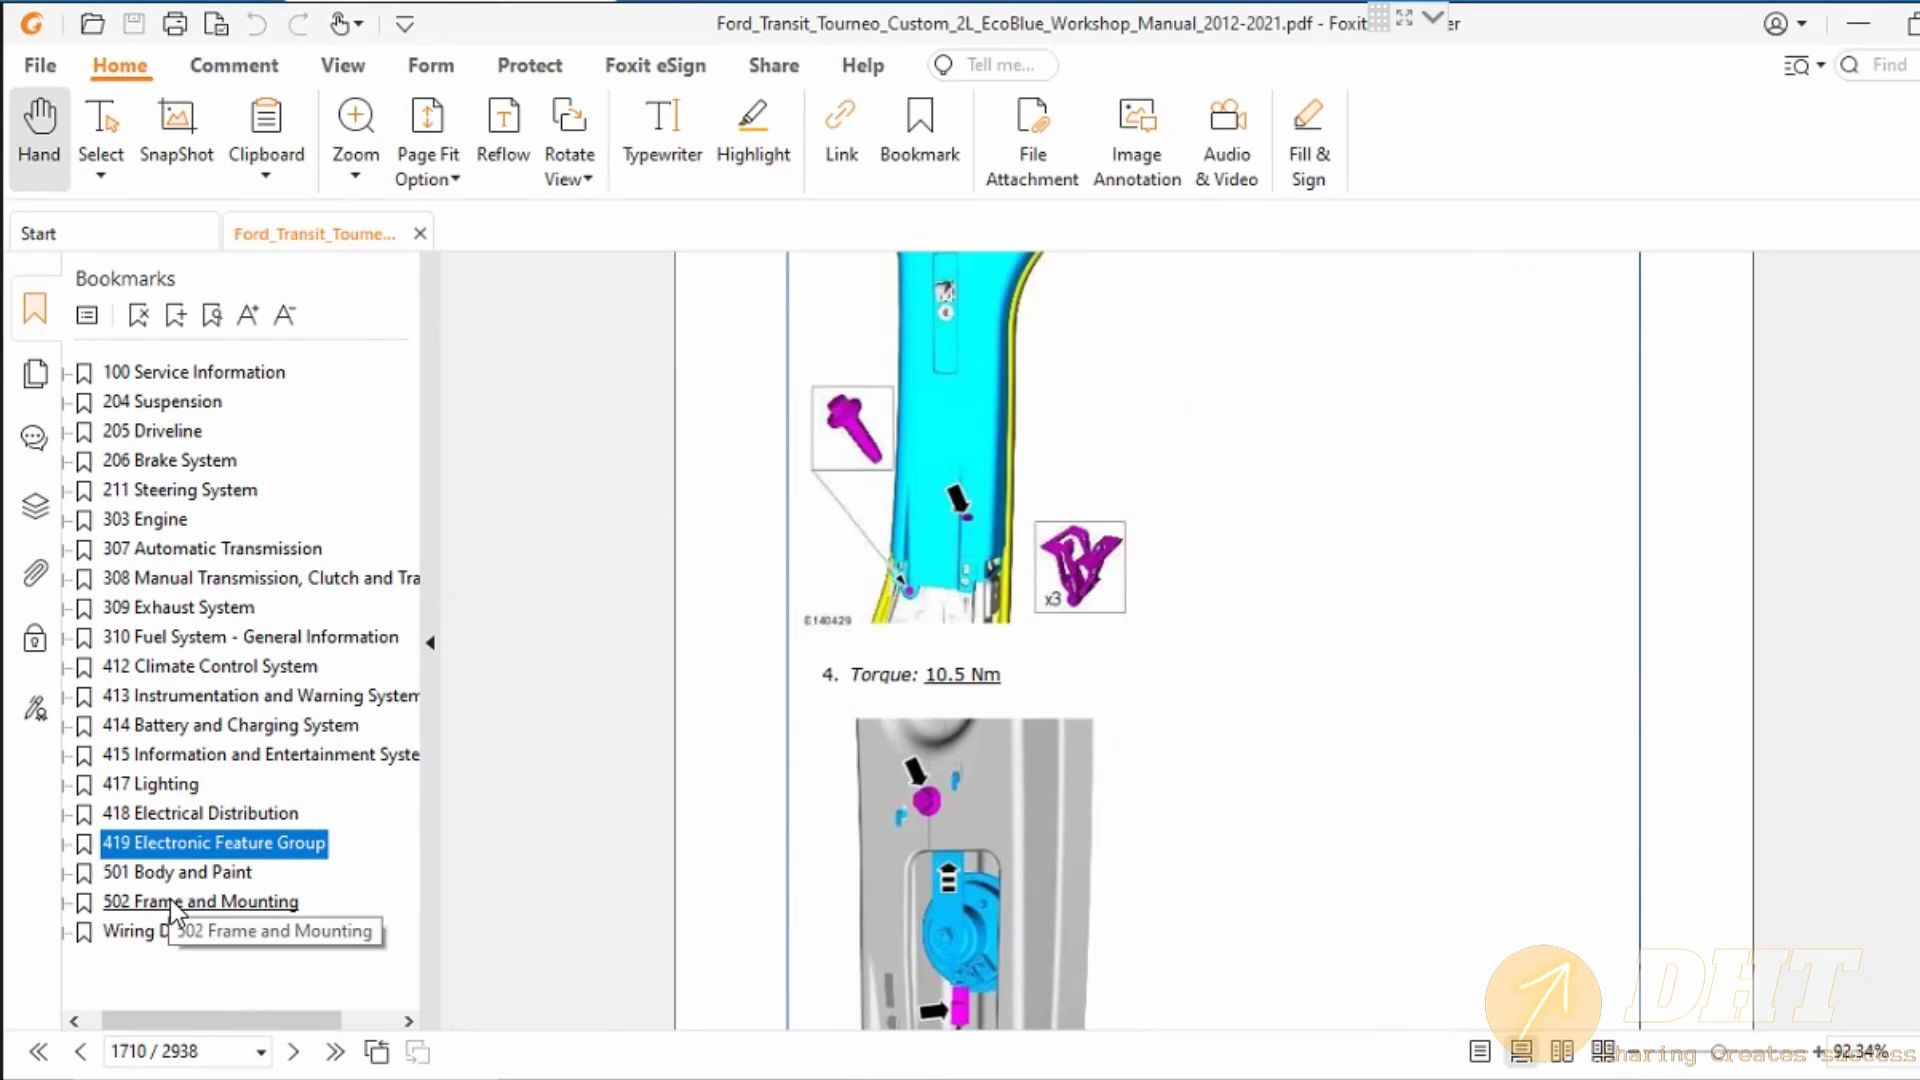 Ford_Transit_Tourneo_Custom_2L_EcoBlue_Workshop_Manual_2012-2021.pdf - Foxit
File Home Comment View Form Protect Foxit eSign Share Help Tell me... Find
Hand Select SnapShot Clipboard Zoom Page Fit Option Reflow Rotate View Typewriter Highlight Link Bookmark File Attachment Image Annotation Audio & Video Fill & Sign
Start Ford_Transit_Tourne...
Bookmarks
100 Service Information
204 Suspension
205 Driveline
206 Brake System
211 Steering System
303 Engine
307 Automatic Transmission
308 Manual Transmission, Clutch and Tra
309 Exhaust System
310 Fuel System - General Information
412 Climate Control System
413 Instrumentation and Warning System
414 Battery and Charging System
415 Information and Entertainment Syste
417 Lighting
418 Electrical Distribution
419 Electronic Feature Group
501 Body and Paint
502 Frame and Mounting
Wiring D
502 Frame and Mounting
x3
E140429
4. Torque: 10.5 Nm
DHT
Sharing Creates success
1710 / 2938
92.34%